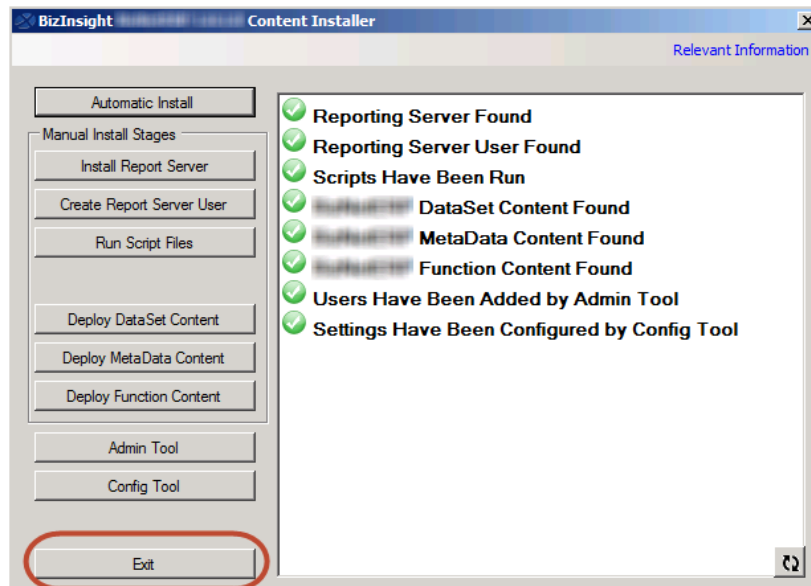 BizInsight Content Installer
Relevant Information
Automatic Install
Manual Install Stages
Install Report Server
Create Report Server User
Run Script Files
Deploy DataSet Content
Deploy MetaData Content
Deploy Function Content
Admin Tool
Config Tool
Exit
Reporting Server Found
Reporting Server User Found
Scripts Have Been Run
DataSet Content Found
MetaData Content Found
Function Content Found
Users Have Been Added by Admin Tool
Settings Have Been Configured by Config Tool